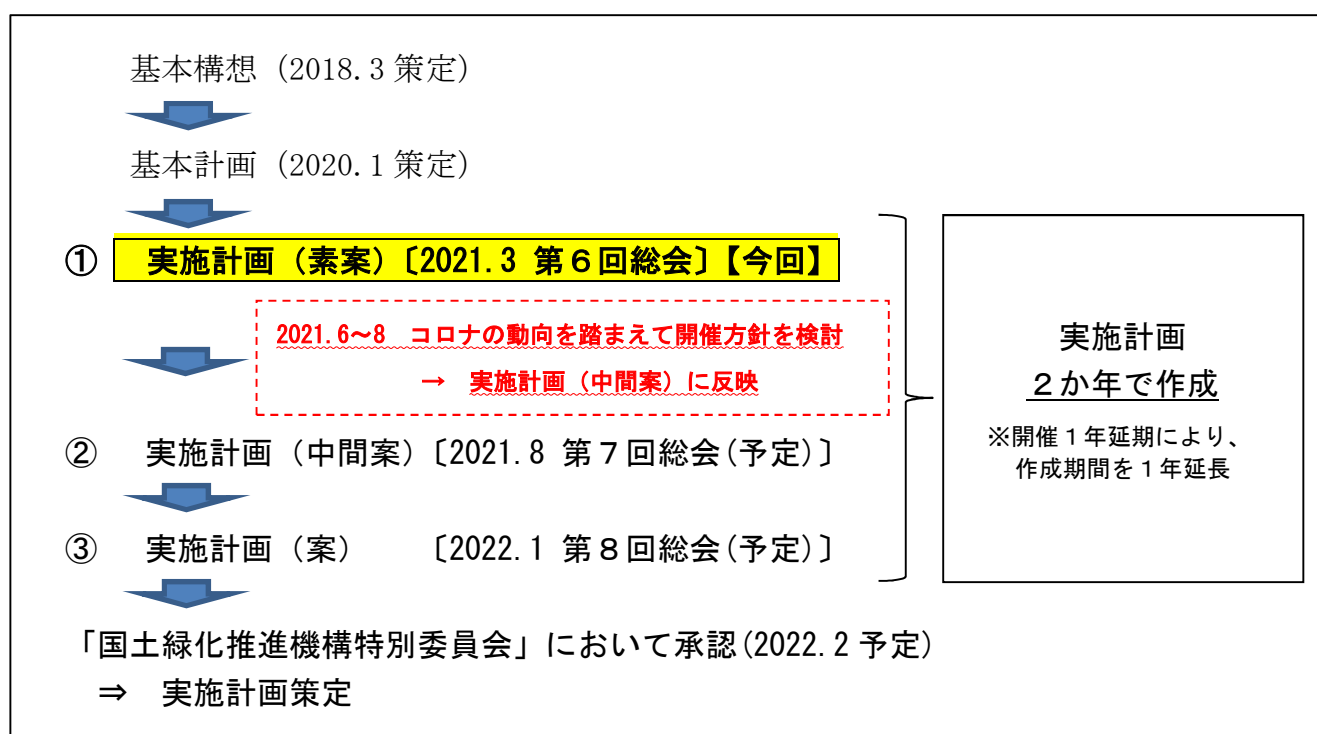 基本構想（2018.3 策定）
基本計画（2020.1 策定）
① 実施計画（素案）〔2021.3 第６回総会〕【今回】
2021.6～8 コロナの動向を踏まえて開催方針を検討
→ 実施計画（中間案）に反映
② 実施計画（中間案）〔2021.8 第７回総会(予定)〕
③ 実施計画（案） 〔2022.1 第８回総会(予定)〕
「国土緑化推進機構特別委員会」において承認(2022.2 予定)
⇒ 実施計画策定
実施計画
２か年で作成
※開催１年延期により、
作成期間を１年延長